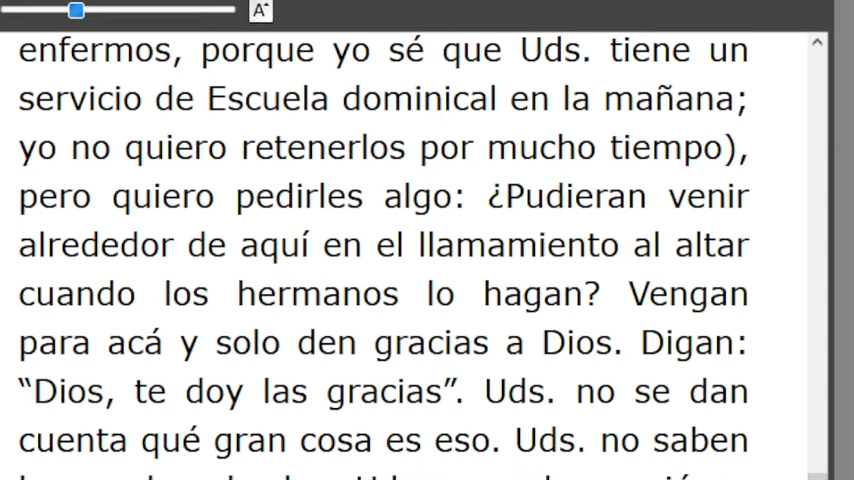 A
enfermos, porque yo sé que Uds. tiene un
servicio de Escuela dominical en la mañana;
yo no quiero retenerlos por mucho tiempo),
pero quiero pedirles algo: ¿Pudieran venir
alrededor de aquí en el llamamiento al altar
cuando los hermanos lo hagan? Vengan
para acá y solo den gracias a Dios. Digan:
“Dios, te doy las gracias”. Uds. no se dan
cuenta qué gran cosa es eso. Uds. no saben